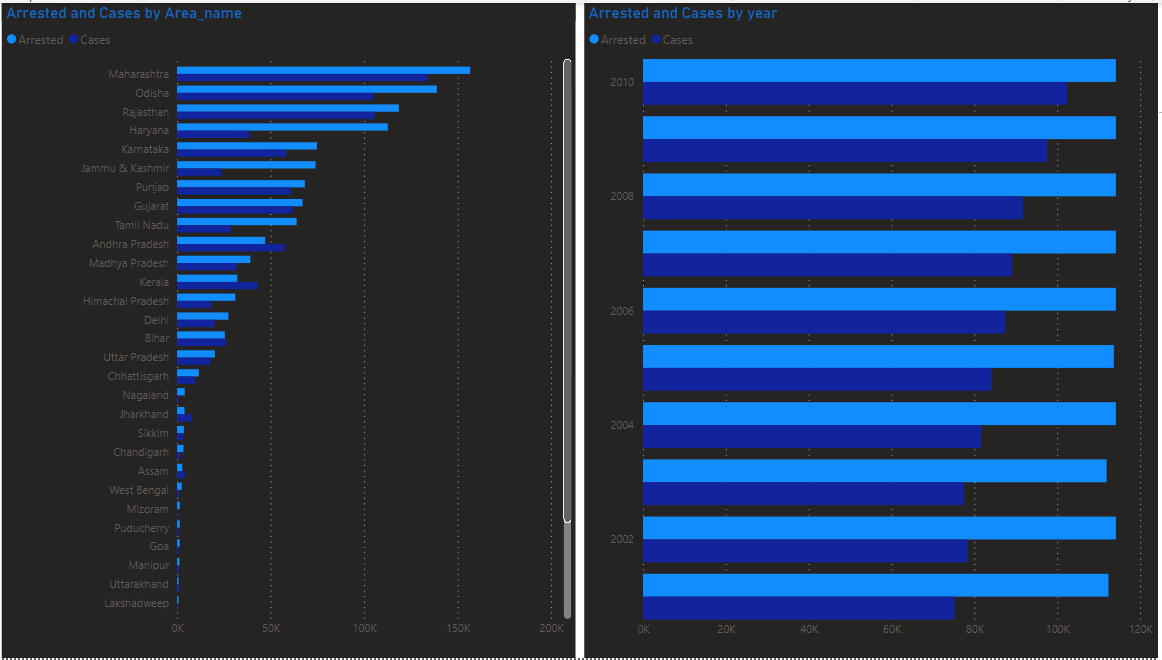 Arrested and Cases by Area_name
Arrested Cases
Maharashtra
Odisha
Rajasthan
Haryana
Karnataka
Jammu & Kashmir
Punjab
Gujarat
Tamil Nadu
Andhra Pradesh
Madhya Pradesh
Kerala
Himachal Pradesh
Delhi
Bihar
Uttar Pradesh
Chhattisgarh
Nagaland
Jharkhand
Sikkim
Chandigarh
Assam
West Bengal
Mizoram
Puducherry
Goa
Manipur
Uttarakhand
Lakshadweep
0K 50K 100K 150K 200K
Arrested and Cases by year
Arrested Cases
2010
2008
2006
2004
2002
0K 20K 40K 60K 80K 100K 120K